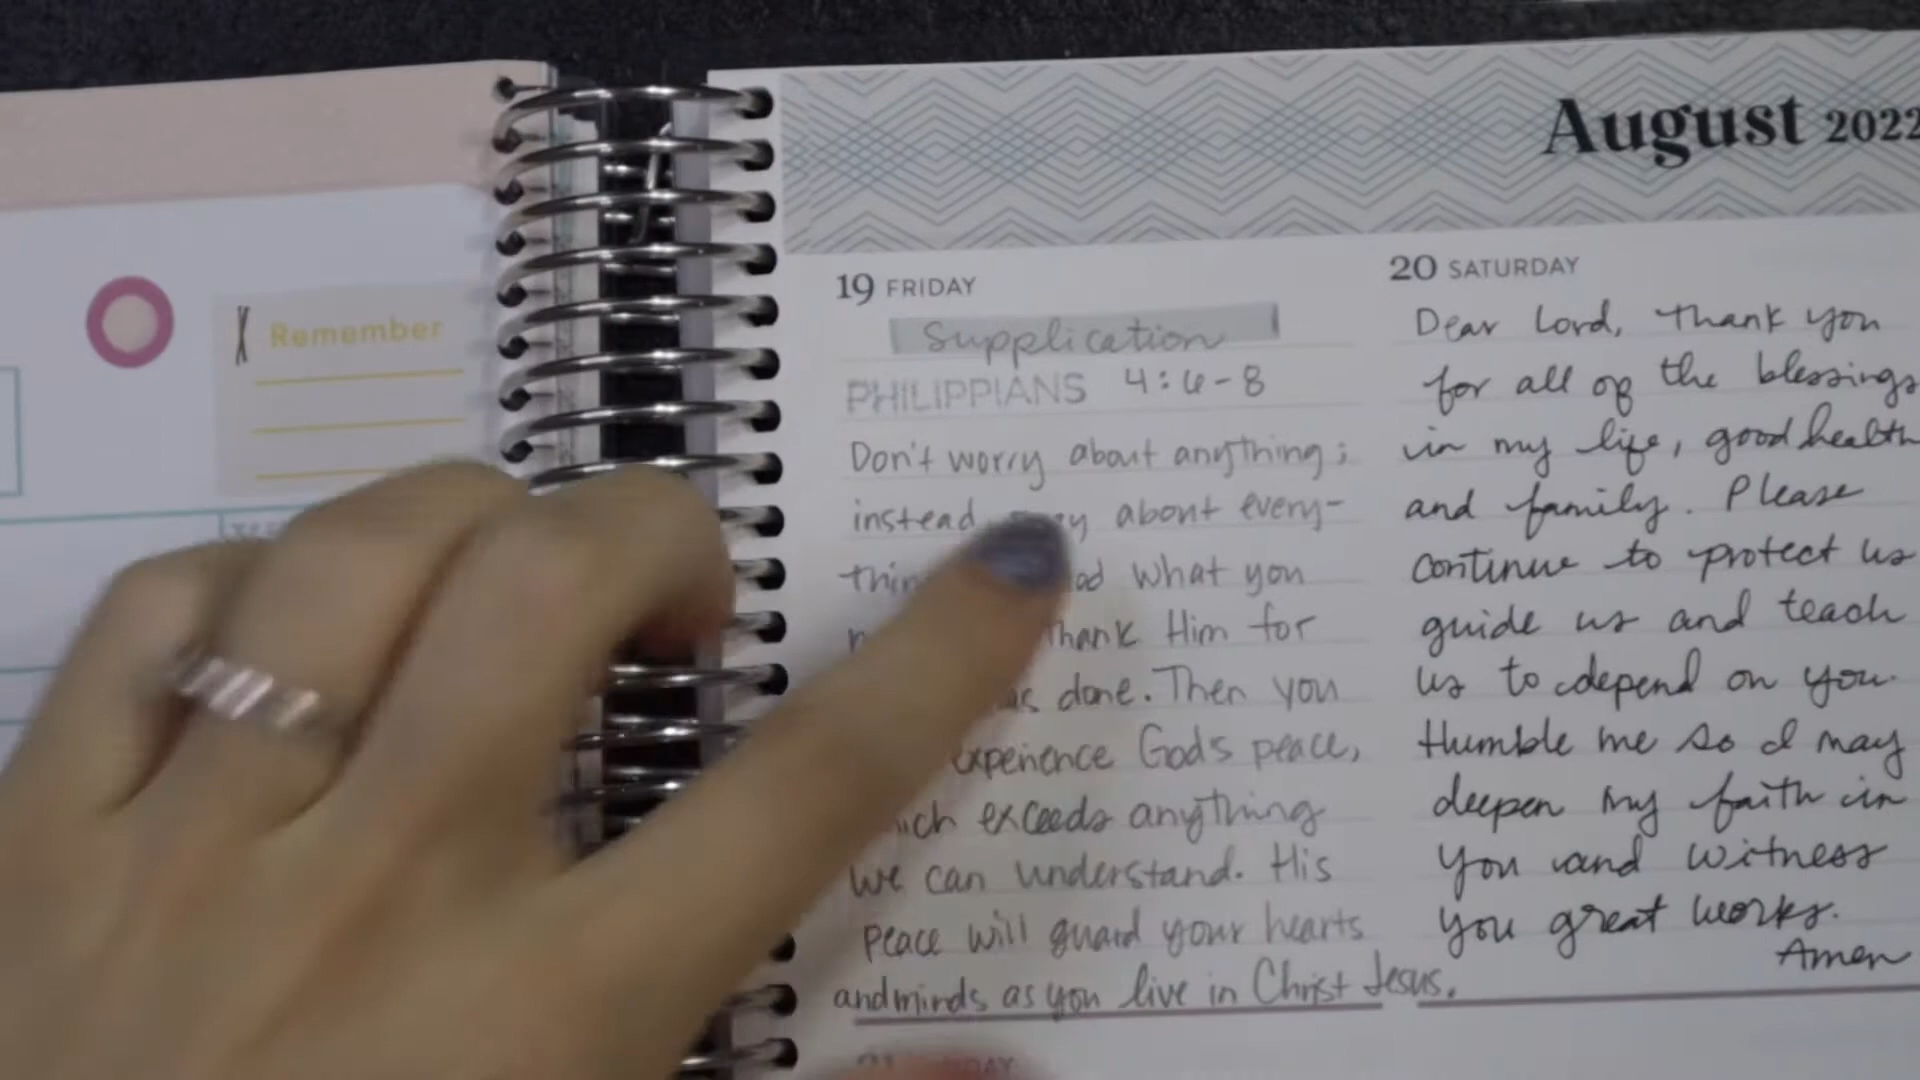 August 2022
Remember
19 FRIDAY
Supplication
PHILIPPIANS 4:6-8
Don't worry about anything;
instead about every-
what you
Him for
done. Then you
experience God's peace,
exceeds anything
we can understand. His
peace will guard your hearts
and minds as you live in Christ Jesus.
20 SATURDAY
Dear Lord, thank you
for all of the blessings
in my life, good health
and family. Please
continue to protect us
guide us and teach
us to depend on you.
Humble me so I may
deepen my faith in
you and witness
you great works.
Amen